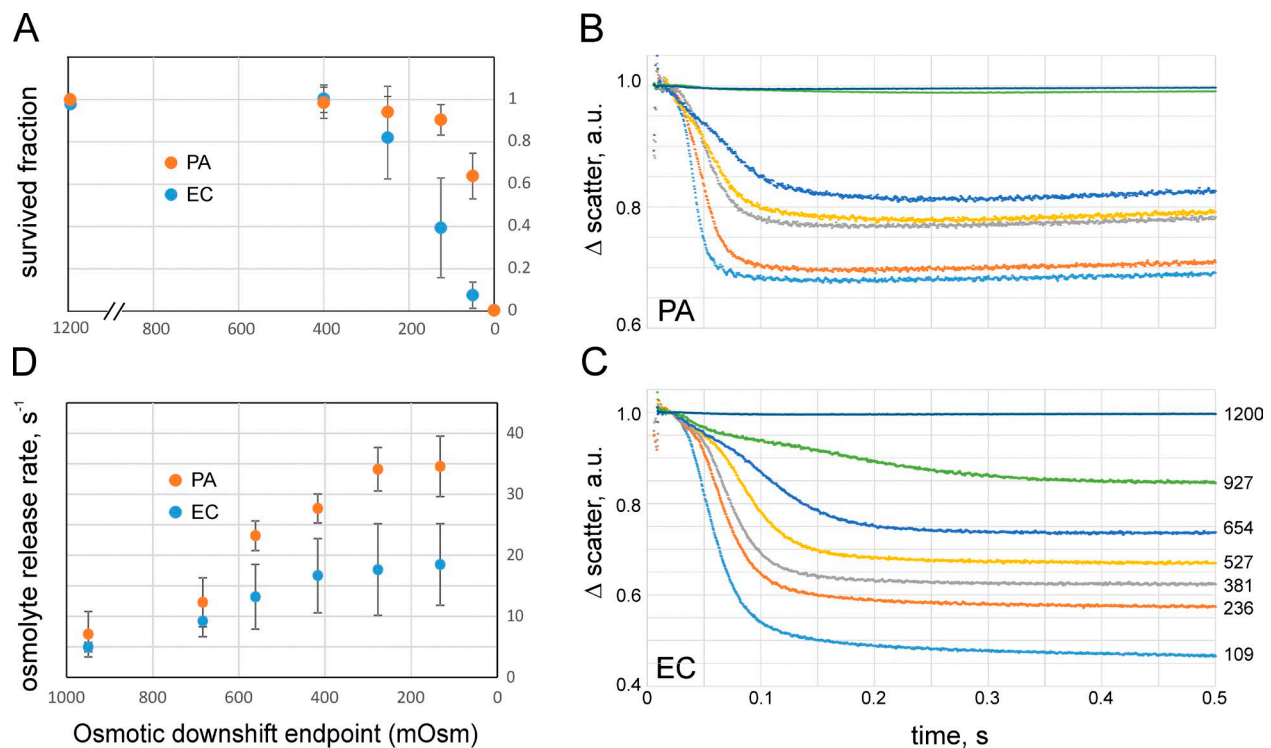 A
survived fraction
PA
EC
1
0.8
0.6
0.4
0.2
0
1200
800
600
400
200
0
B
Δ scatter, a.u.
1.0
0.8
0.6
PA
D
osmolyte release rate, s⁻¹
PA
EC
40
30
20
10
0
1000
800
600
400
200
0
Osmotic downshift endpoint (mOsm)
C
Δ scatter, a.u.
1.0
0.8
0.6
0.4
EC
1200
927
654
527
381
236
109
0
0.1
0.2
0.3
0.4
0.5
time, s